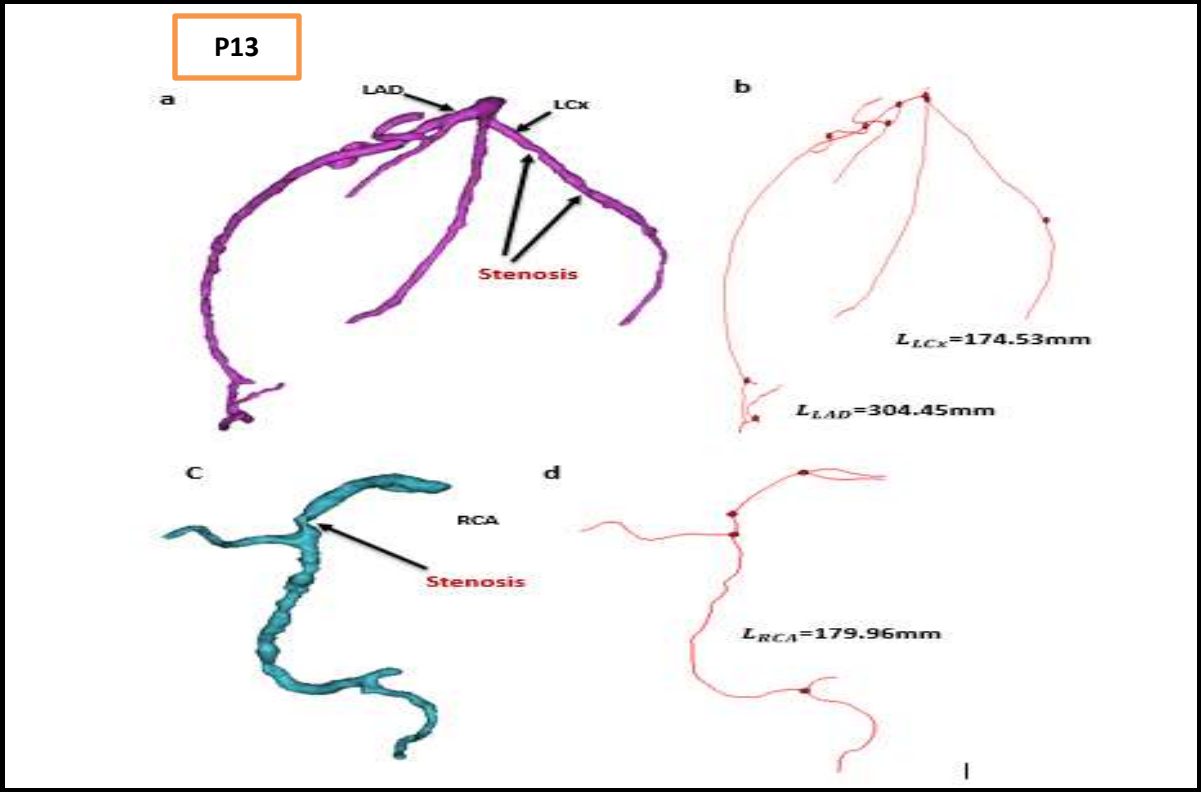 P13
a
LAD
LCx
Stenosis
b
L_LCx=174.53mm
L_LAD=304.45mm
c
RCA
Stenosis
d
L_RCA=179.96mm
l